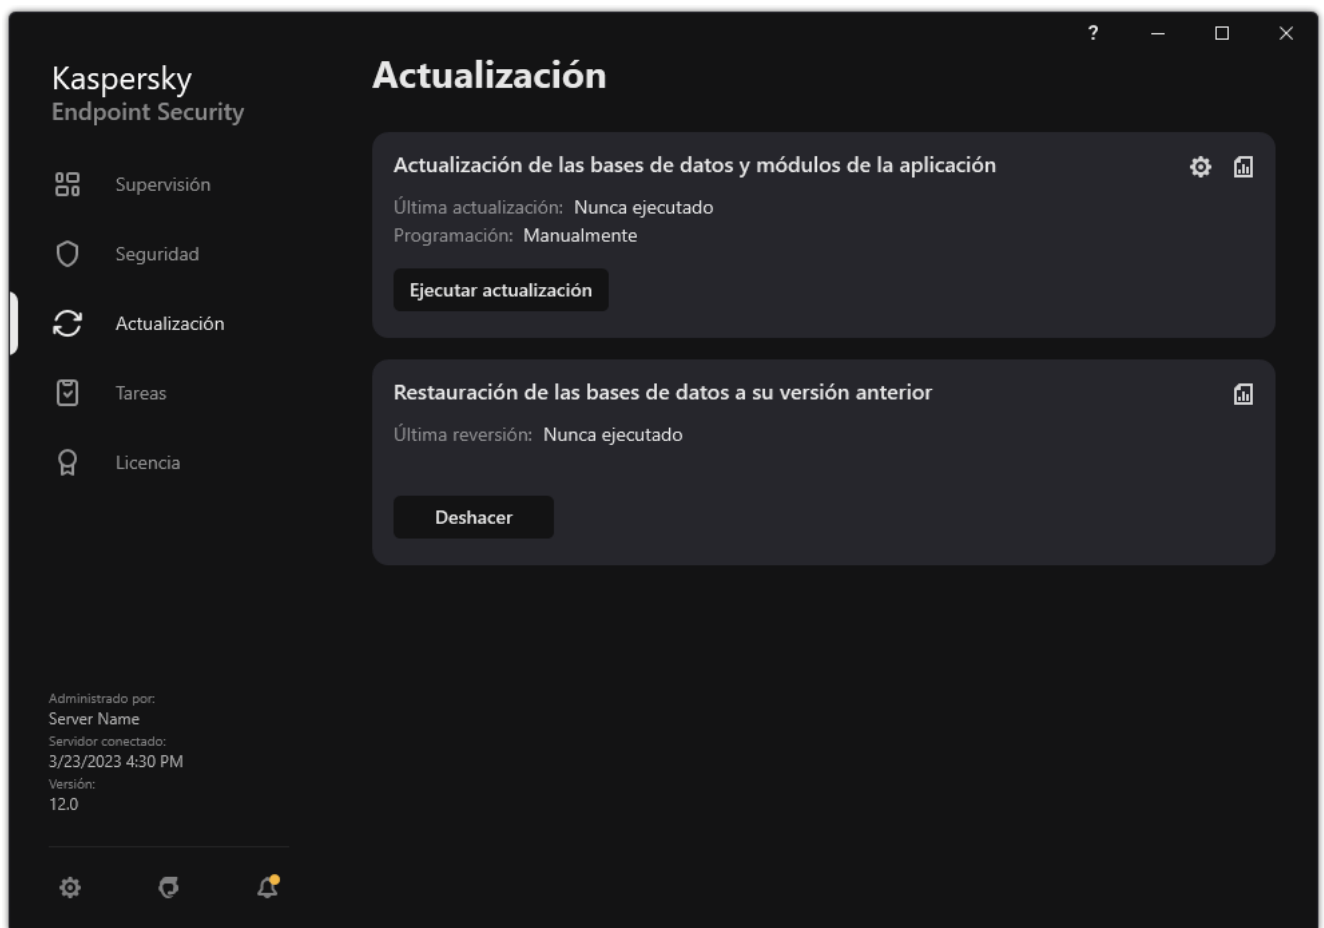 ?
Kaspersky
Endpoint Security
Supervisión
Seguridad
Actualización
Tareas
Licencia
Administrado por:
Server Name
Servidor conectado:
3/23/2023 4:30 PM
Versión:
12.0
Actualización
Actualización de las bases de datos y módulos de la aplicación
Última actualización: Nunca ejecutado
Programación: Manualmente
Ejecutar actualización
Restauración de las bases de datos a su versión anterior
Última reversión: Nunca ejecutado
Deshacer